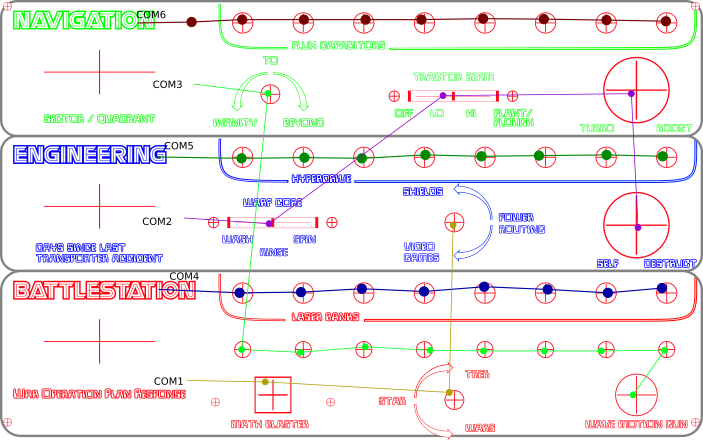 COM6
NAVIGATION
FLUX CAPACITORS
TO
TRACTOR BEAM
COM3
OFF LO HI PLANT/
PLOUGH
SECTOR / QUADRANT
INFINITY BEYOND
TURBO BOOST
COM5
ENGINEERING
HYPERDRIVE
SHIELDS
WARP CORE
COM2
POWER
ROUTING
WASH SPIN
RINSE
VIDEO
GAMES
DAYS SINCE LAST
TRANSPORTER ACCIDENT
SELF DESTRUCT
COM4
BATTLESTATION
LASER BANKS
COM1
TREK
WAR OPERATION PLAN RESPONSE
STAR
MATH BLASTER
WARS
WAVE MOTION GUN